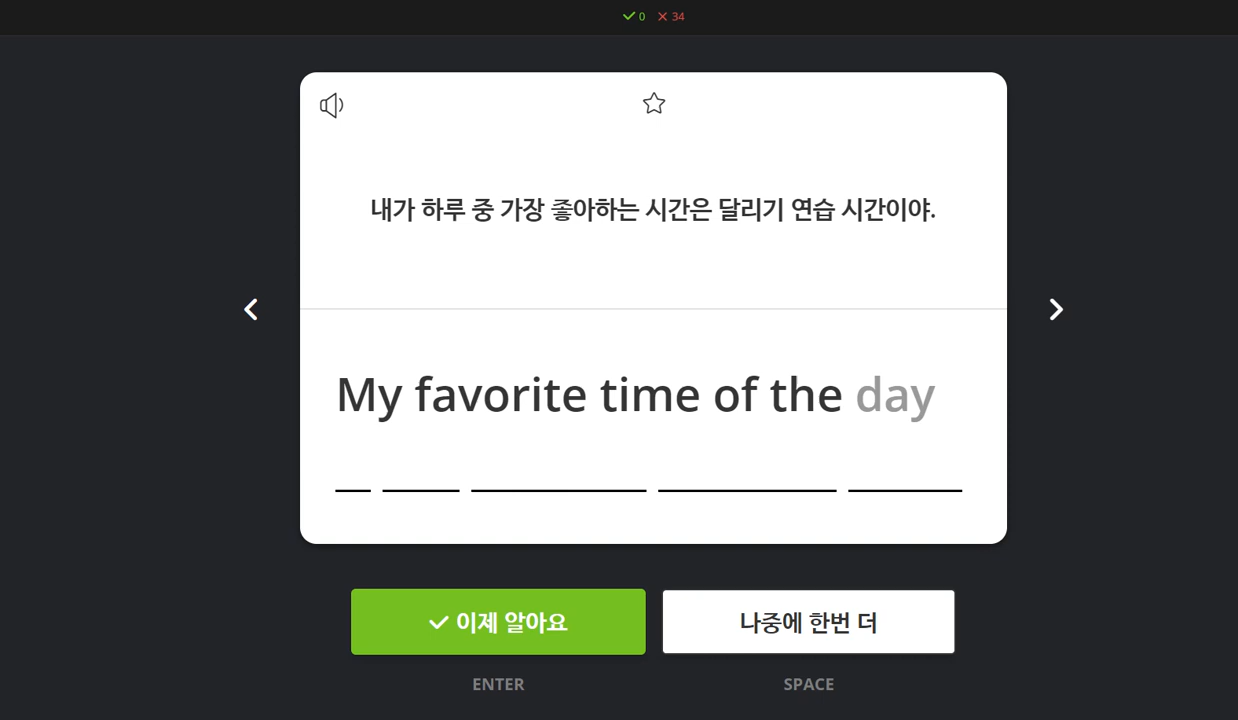 0 34
내가 하루 중 가장 좋아하는 시간은 달리기 연습 시간이야.
My favorite time of the day
이제 알아요 나중에 한번 더
ENTER SPACE